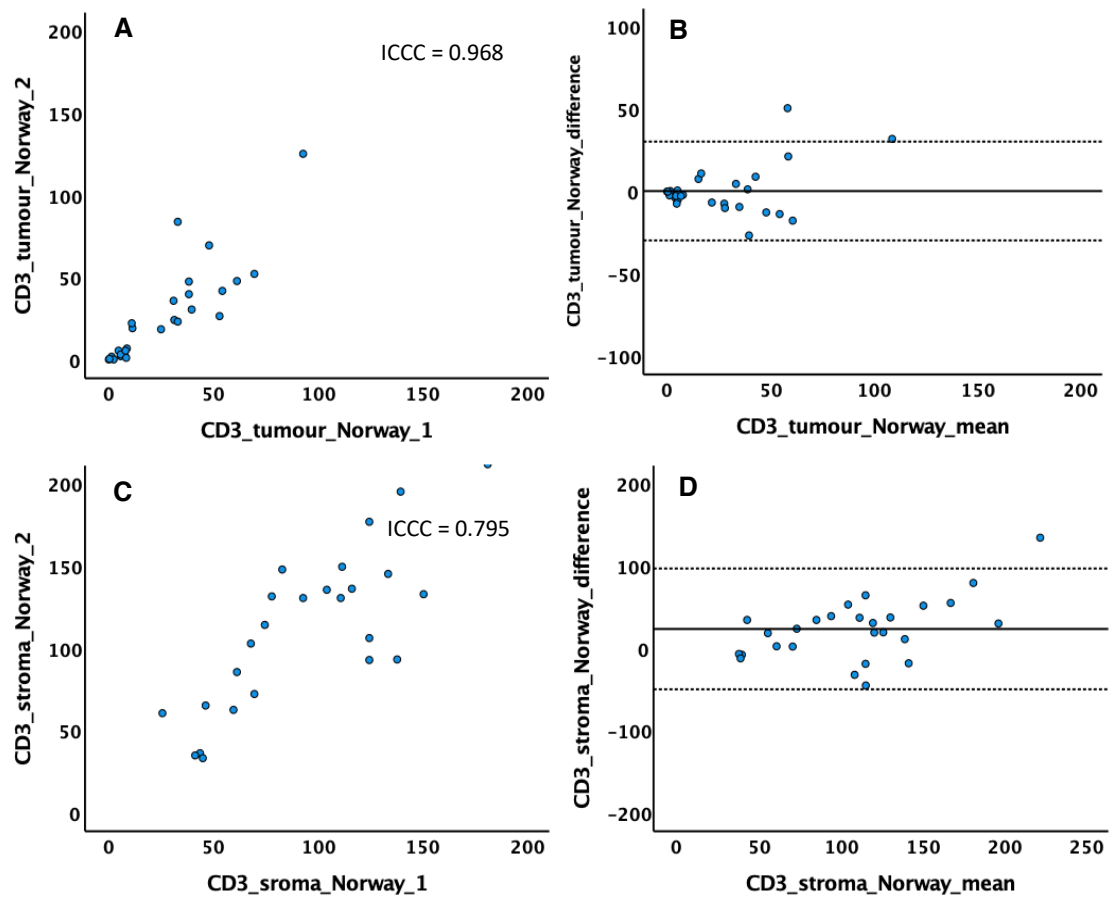 A
ICCC = 0.968
CD3_tumour_Norway_2
200
150
100
50
0
0 50 100 150 200
CD3_tumour_Norway_1
B
CD3_tumour_Norway_difference
100
50
0
−50
−100
0 50 100 150 200
CD3_tumour_Norway_mean
C
ICCC = 0.795
CD3_stroma_Norway_2
200
150
100
50
0
0 50 100 150 200
CD3_sroma_Norway_1
D
CD3_stroma_Norway_difference
200
100
0
−100
−200
0 50 100 150 200 250
CD3_stroma_Norway_mean